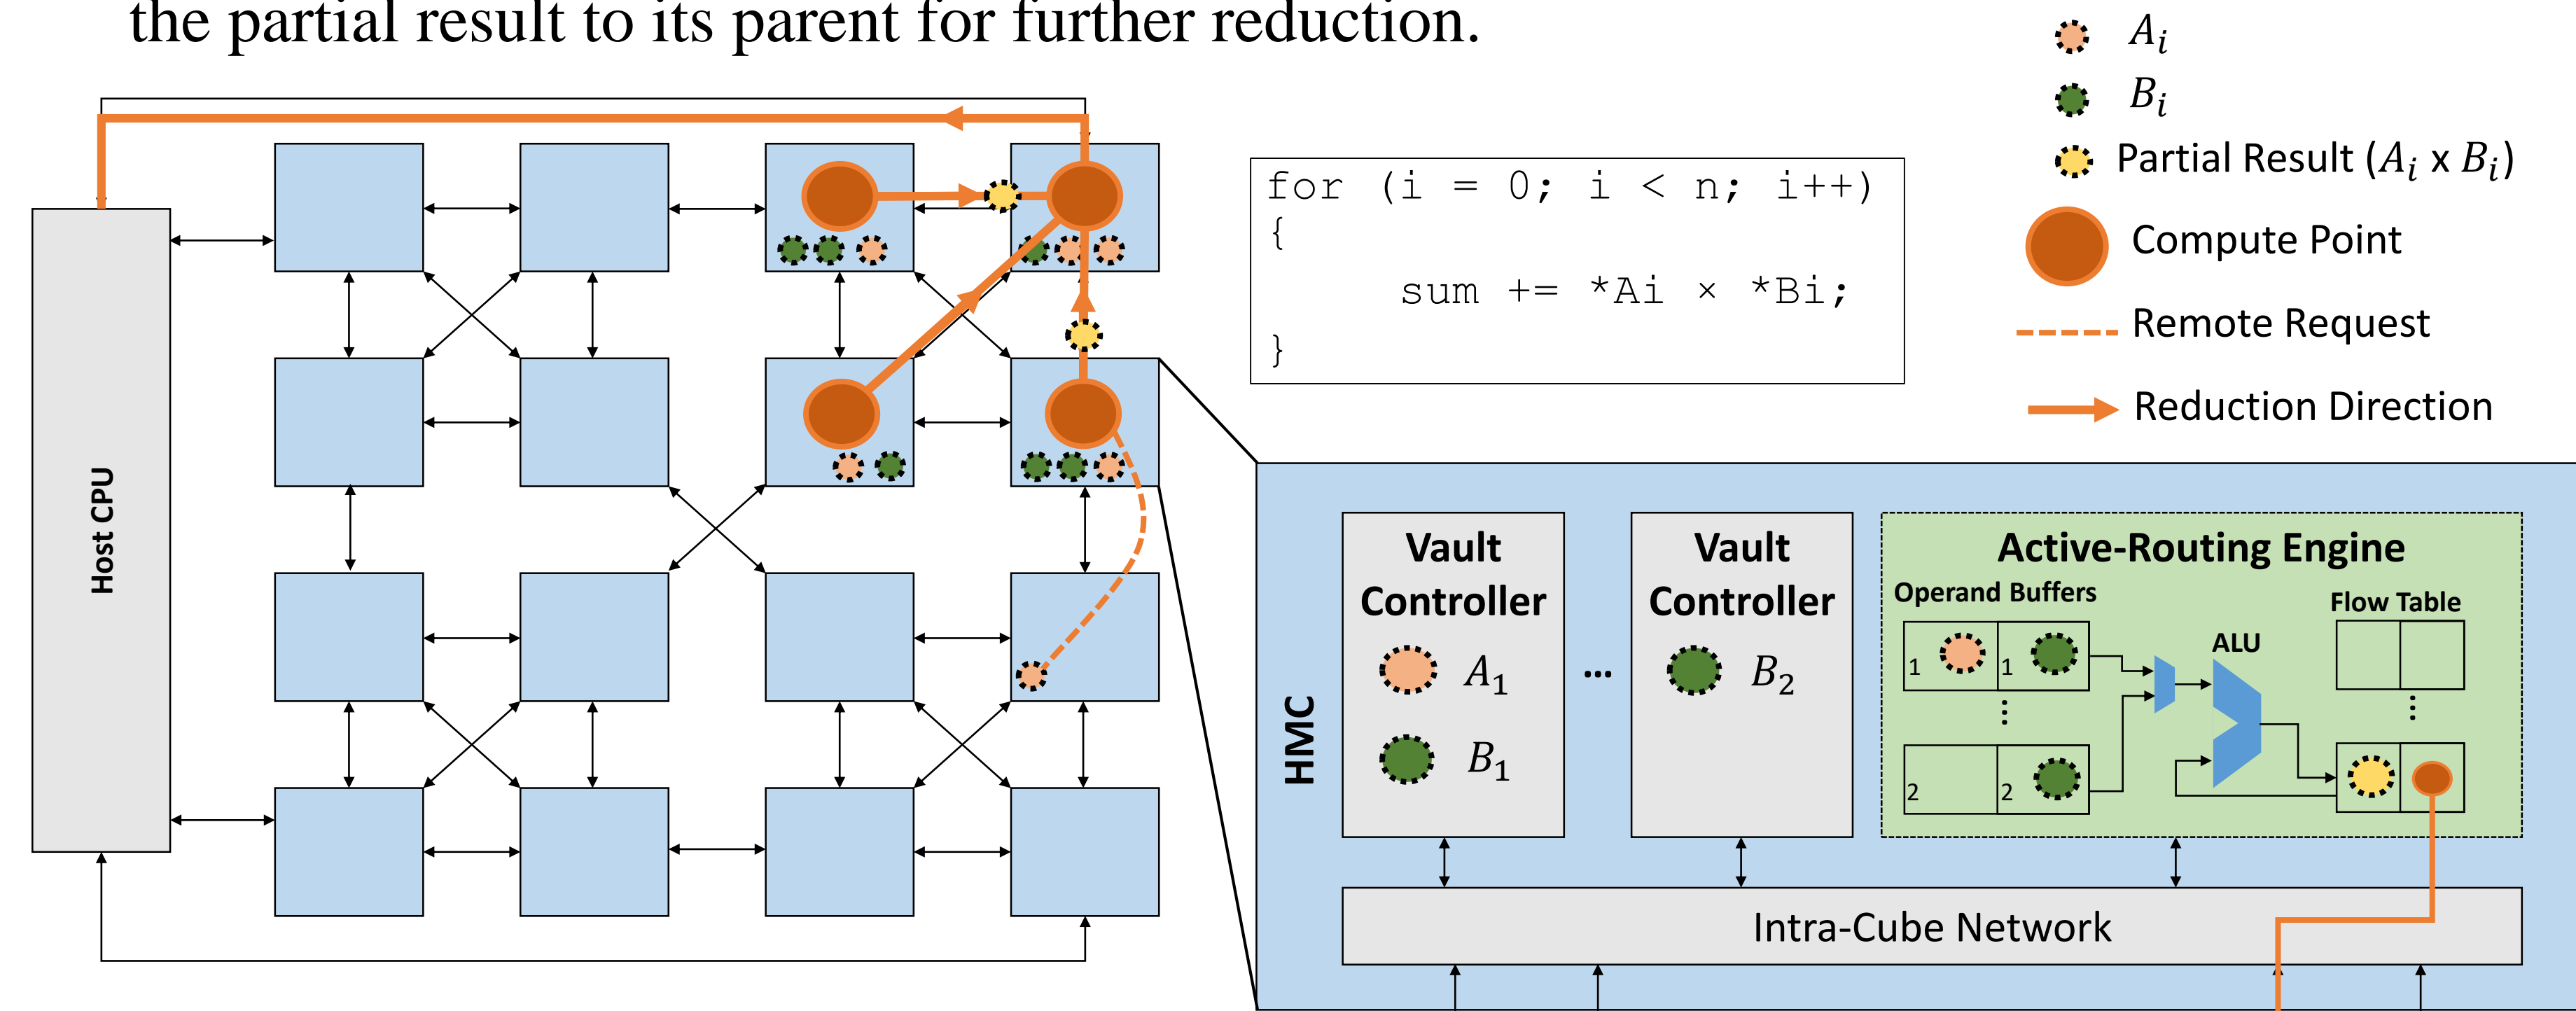 the partial result to its parent for further reduction.
Host CPU
for (i = 0; i < n; i++)
{
sum += *Ai × *Bi;
}
Aᵢ
Bᵢ
Partial Result (Aᵢ x Bᵢ)
Compute Point
Remote Request
Reduction Direction
HMC
Vault
Controller
A₁
B₁
...
Vault
Controller
B₂
Active-Routing Engine
Operand Buffers
Flow Table
ALU
1 1
⋮
⋮
2 2
Intra-Cube Network